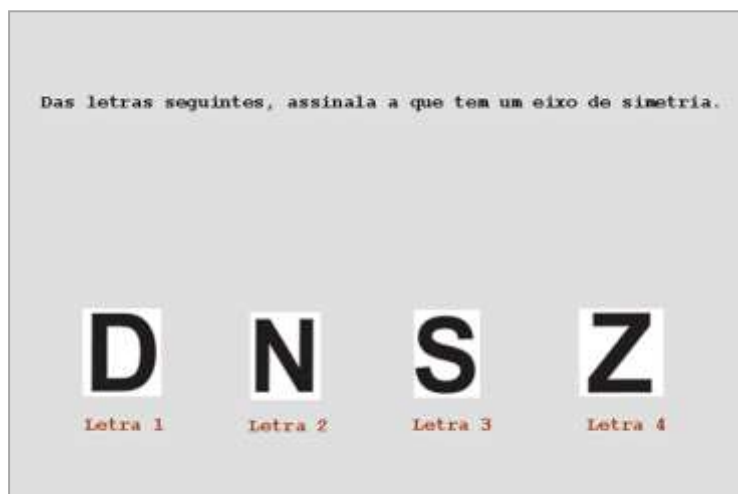 Das letras seguintes, assinala a que tem um eixo de simetria.
D N S Z
Letra 1 Letra 2 Letra 3 Letra 4